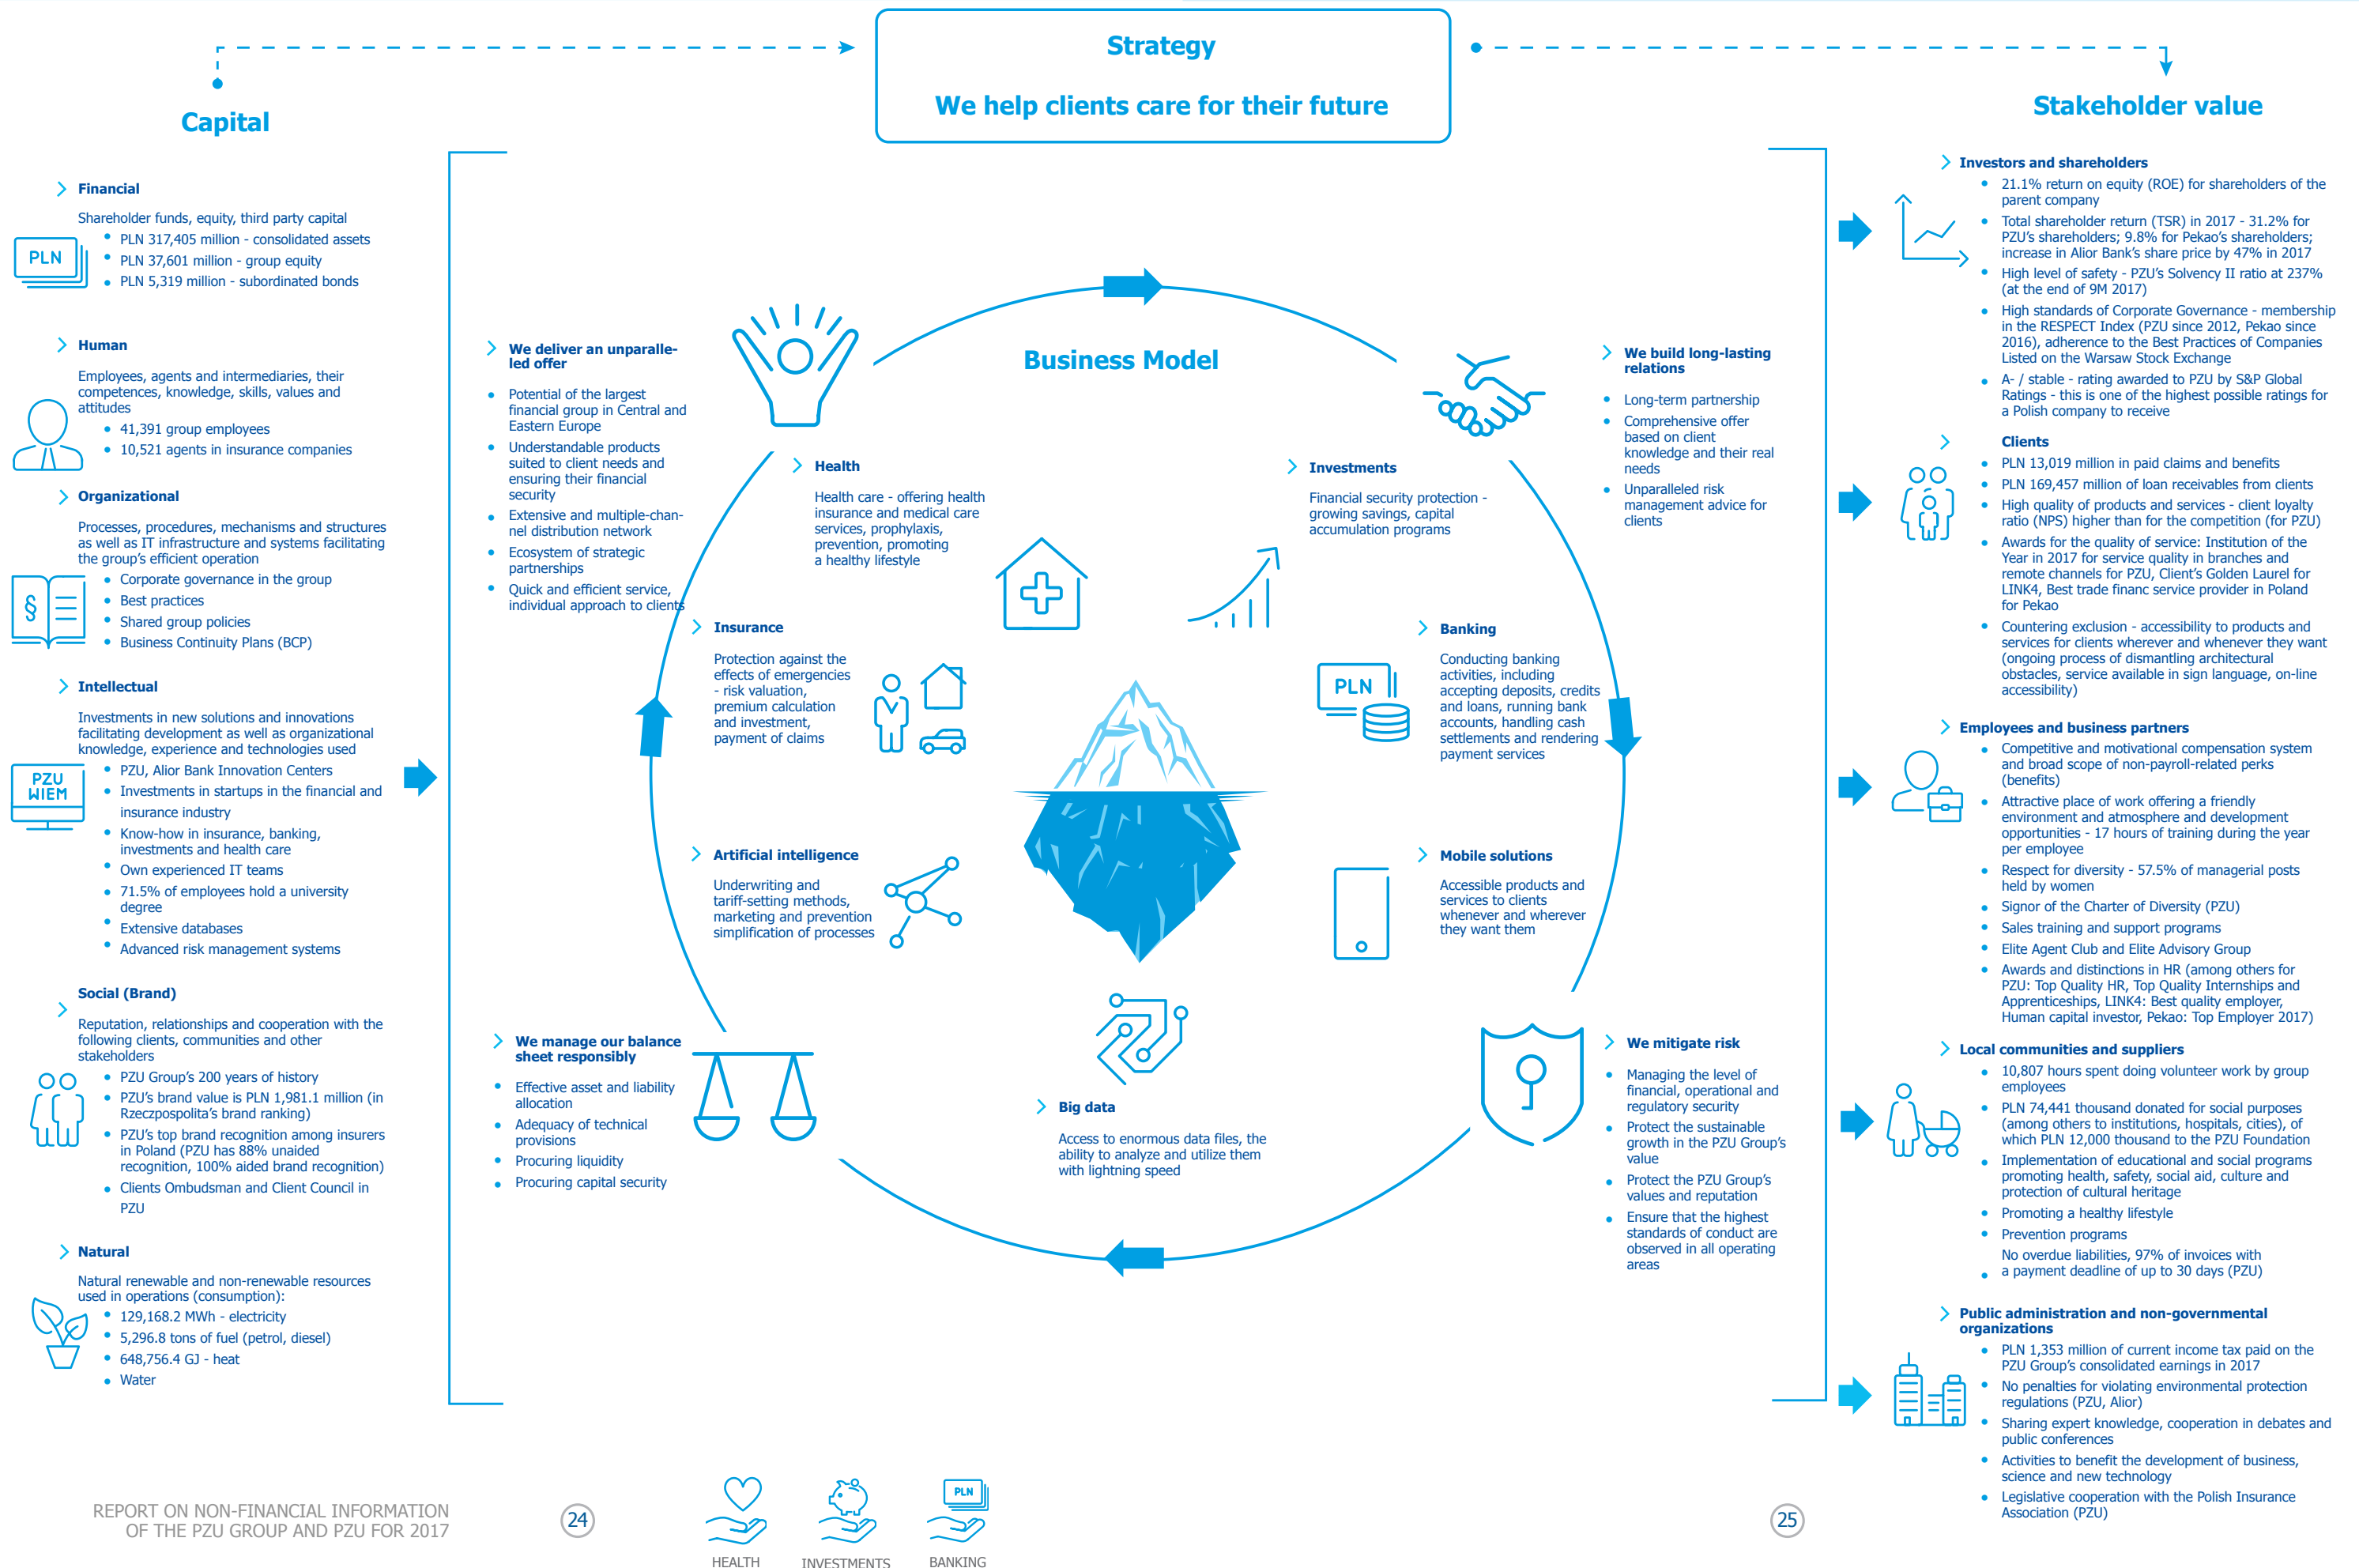 Strategy
We help clients care for their future
Capital
Financial
Shareholder funds, equity, third party capital
PLN
• PLN 317,405 million - consolidated assets
• PLN 37,601 million - group equity
• PLN 5,319 million - subordinated bonds
Human
Employees, agents and intermediaries, their
competences, knowledge, skills, values and
attitudes
• 41,391 group employees
• 10,521 agents in insurance companies
Organizational
Processes, procedures, mechanisms and structures
as well as IT infrastructure and systems facilitating
the group's efficient operation
§
• Corporate governance in the group
• Best practices
• Shared group policies
• Business Continuity Plans (BCP)
Intellectual
Investments in new solutions and innovations
facilitating development as well as organizational
knowledge, experience and technologies used
PZU
WIEM
• PZU, Alior Bank Innovation Centers
• Investments in startups in the financial and
insurance industry
• Know-how in insurance, banking,
investments and health care
• Own experienced IT teams
• 71.5% of employees hold a university
degree
• Extensive databases
• Advanced risk management systems
Social (Brand)
Reputation, relationships and cooperation with the
following clients, communities and other
stakeholders
• PZU Group's 200 years of history
• PZU's brand value is PLN 1,981.1 million (in
Rzeczpospolita's brand ranking)
• PZU's top brand recognition among insurers
in Poland (PZU has 88% unaided
recognition, 100% aided brand recognition)
• Clients Ombudsman and Client Council in
PZU
Natural
Natural renewable and non-renewable resources
used in operations (consumption):
• 129,168.2 MWh - electricity
• 5,296.8 tons of fuel (petrol, diesel)
• 648,756.4 GJ - heat
• Water
We deliver an unparalle-
led offer
• Potential of the largest
financial group in Central and
Eastern Europe
• Understandable products
suited to client needs and
ensuring their financial
security
• Extensive and multiple-chan-
nel distribution network
• Ecosystem of strategic
partnerships
• Quick and efficient service,
individual approach to clients
Business Model
We build long-lasting
relations
• Long-term partnership
• Comprehensive offer
based on client
knowledge and their real
needs
• Unparalleled risk
management advice for
clients
Health
Health care - offering health
insurance and medical care
services, prophylaxis,
prevention, promoting
a healthy lifestyle
Investments
Financial security protection -
growing savings, capital
accumulation programs
Insurance
Protection against the
effects of emergencies
- risk valuation,
premium calculation
and investment,
payment of claims
Banking
PLN
Conducting banking
activities, including
accepting deposits, credits
and loans, running bank
accounts, handling cash
settlements and rendering
payment services
Artificial intelligence
Underwriting and
tariff-setting methods,
marketing and prevention
simplification of processes
Mobile solutions
Accessible products and
services to clients
whenever and wherever
they want them
We manage our balance
sheet responsibly
• Effective asset and liability
allocation
• Adequacy of technical
provisions
• Procuring liquidity
• Procuring capital security
Big data
Access to enormous data files, the
ability to analyze and utilize them
with lightning speed
We mitigate risk
• Managing the level of
financial, operational and
regulatory security
• Protect the sustainable
growth in the PZU Group's
value
• Protect the PZU Group's
values and reputation
• Ensure that the highest
standards of conduct are
observed in all operating
areas
Stakeholder value
Investors and shareholders
• 21.1% return on equity (ROE) for shareholders of the
parent company
• Total shareholder return (TSR) in 2017 - 31.2% for
PZU's shareholders; 9.8% for Pekao's shareholders;
increase in Alior Bank's share price by 47% in 2017
• High level of safety - PZU's Solvency II ratio at 237%
(at the end of 9M 2017)
• High standards of Corporate Governance - membership
in the RESPECT Index (PZU since 2012, Pekao since
2016), adherence to the Best Practices of Companies
Listed on the Warsaw Stock Exchange
• A- / stable - rating awarded to PZU by S&P Global
Ratings - this is one of the highest possible ratings for
a Polish company to receive
Clients
• PLN 13,019 million in paid claims and benefits
• PLN 169,457 million of loan receivables from clients
• High quality of products and services - client loyalty
ratio (NPS) higher than for the competition (for PZU)
• Awards for the quality of service: Institution of the
Year in 2017 for service quality in branches and
remote channels for PZU, Client's Golden Laurel for
LINK4, Best trade financ service provider in Poland
for Pekao
• Countering exclusion - accessibility to products and
services for clients wherever and whenever they want
(ongoing process of dismantling architectural
obstacles, service available in sign language, on-line
accessibility)
Employees and business partners
• Competitive and motivational compensation system
and broad scope of non-payroll-related perks
(benefits)
• Attractive place of work offering a friendly
environment and atmosphere and development
opportunities - 17 hours of training during the year
per employee
• Respect for diversity - 57.5% of managerial posts
held by women
• Signor of the Charter of Diversity (PZU)
• Sales training and support programs
• Elite Agent Club and Elite Advisory Group
• Awards and distinctions in HR (among others for
PZU: Top Quality HR, Top Quality Internships and
Apprenticeships, LINK4: Best quality employer,
Human capital investor, Pekao: Top Employer 2017)
Local communities and suppliers
• 10,807 hours spent doing volunteer work by group
employees
• PLN 74,441 thousand donated for social purposes
(among others to institutions, hospitals, cities), of
which PLN 12,000 thousand to the PZU Foundation
• Implementation of educational and social programs
promoting health, safety, social aid, culture and
protection of cultural heritage
• Promoting a healthy lifestyle
• Prevention programs
No overdue liabilities, 97% of invoices with
• a payment deadline of up to 30 days (PZU)
Public administration and non-governmental
organizations
• PLN 1,353 million of current income tax paid on the
PZU Group's consolidated earnings in 2017
• No penalties for violating environmental protection
regulations (PZU, Alior)
• Sharing expert knowledge, cooperation in debates and
public conferences
• Activities to benefit the development of business,
science and new technology
• Legislative cooperation with the Polish Insurance
Association (PZU)
REPORT ON NON-FINANCIAL INFORMATION
OF THE PZU GROUP AND PZU FOR 2017
24
PLN
HEALTH INVESTMENTS BANKING
25